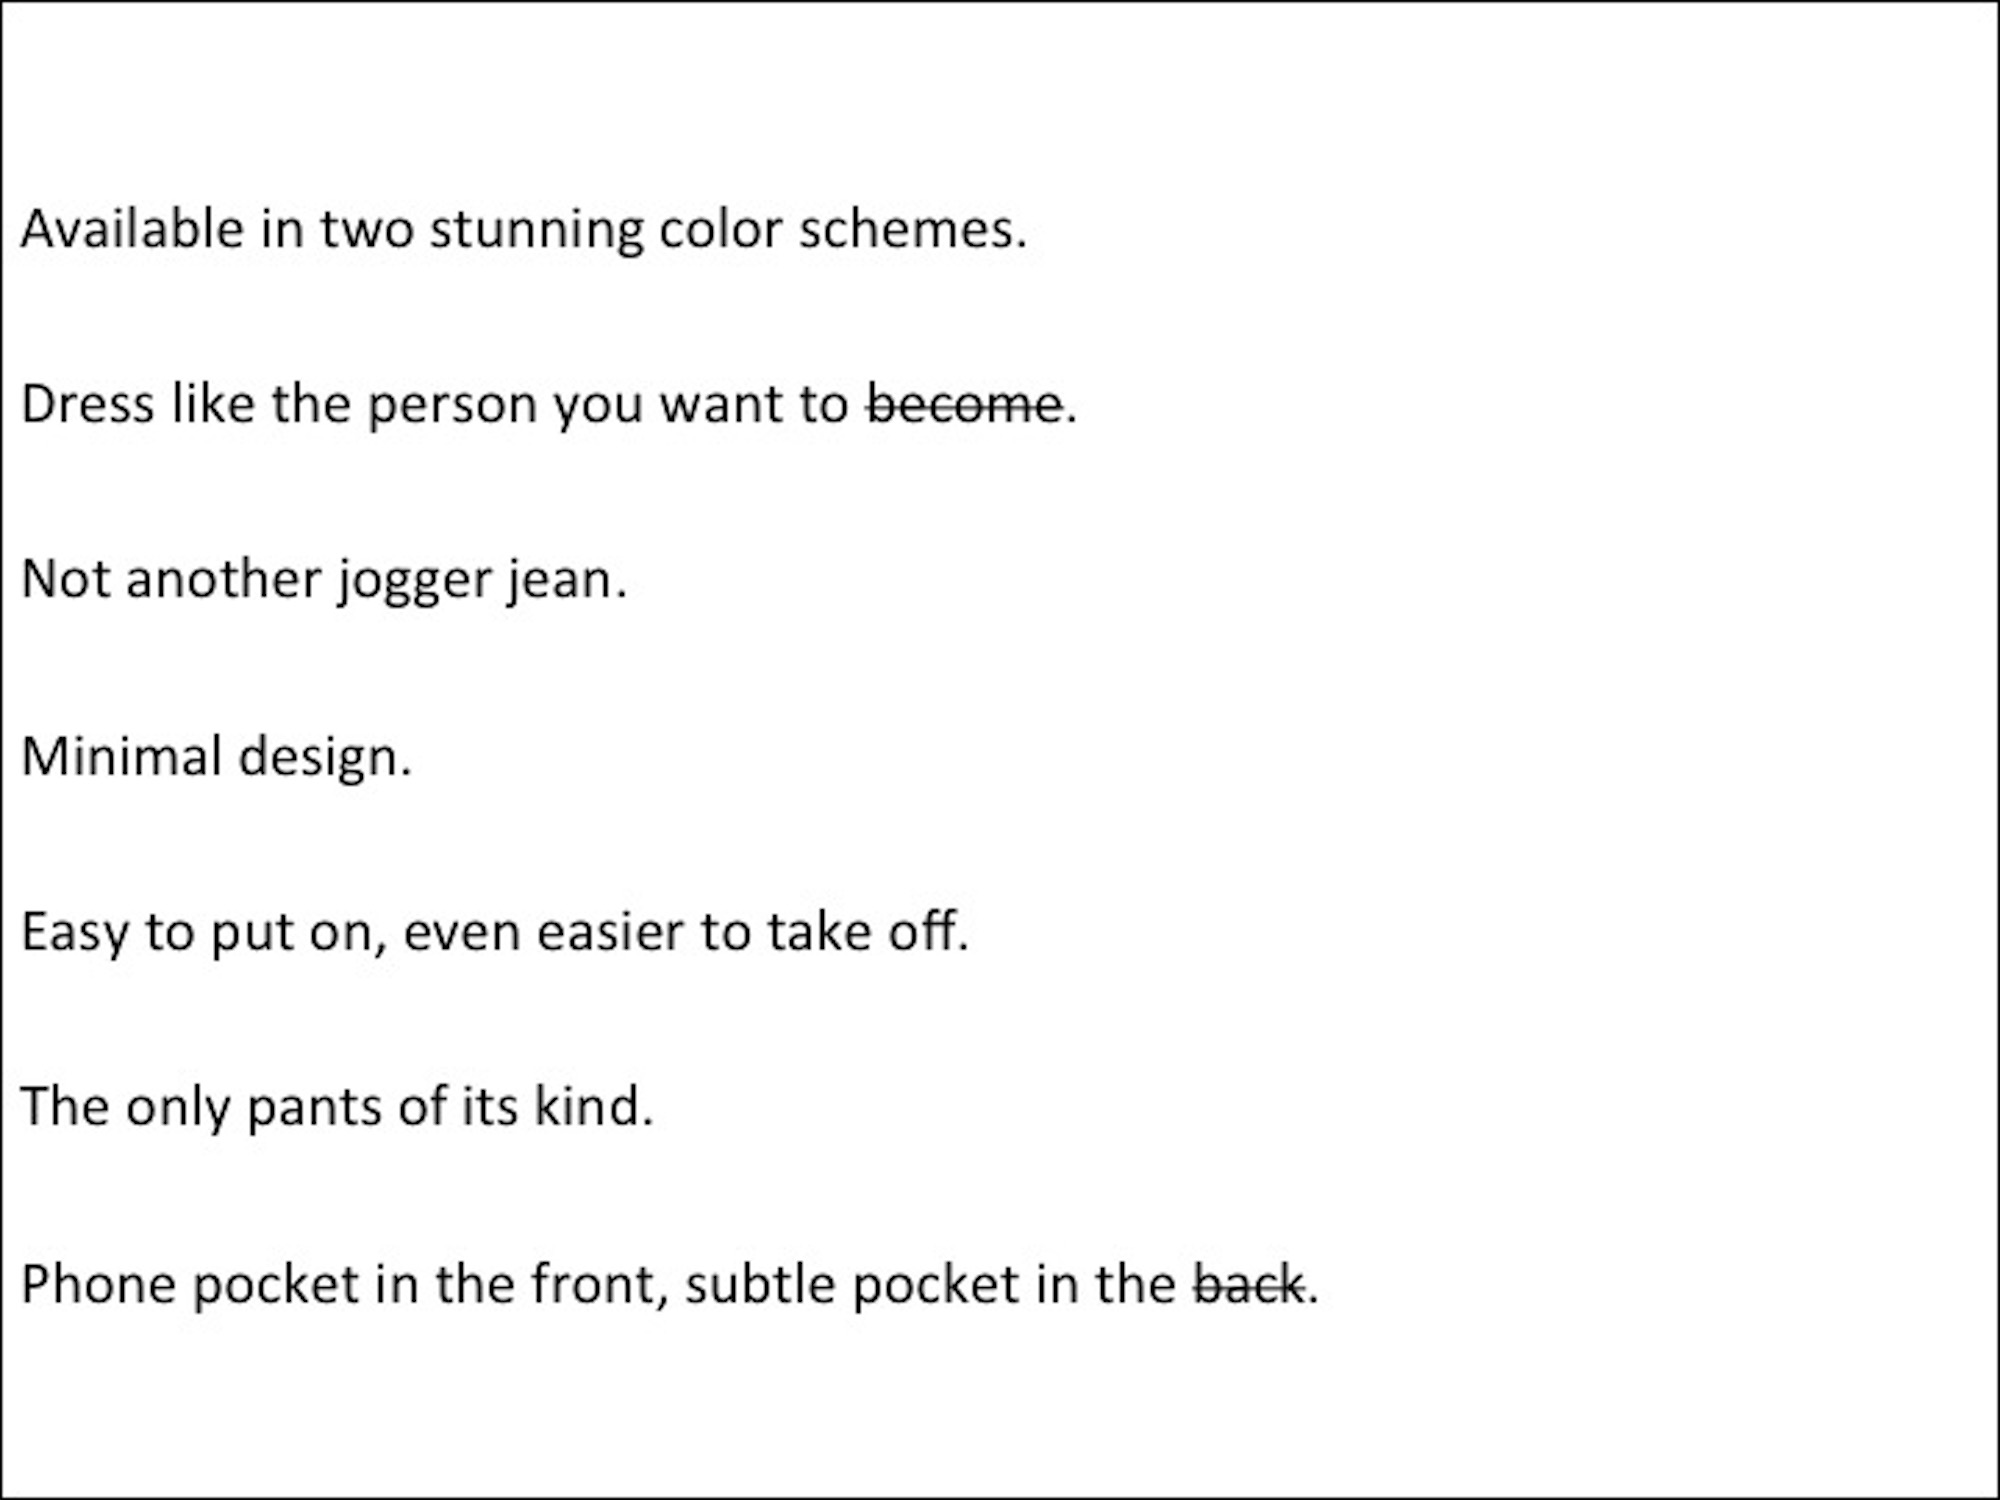 Available in two stunning color schemes.
Dress like the person you want to become.
Not another jogger jean.
Minimal design.
Easy to put on, even easier to take off.
The only pants of its kind.
Phone pocket in the front, subtle pocket in the back.